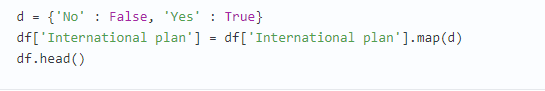 d = {'No' : False, 'Yes' : True}
df['International plan'] = df['International plan'].map(d)
df.head()